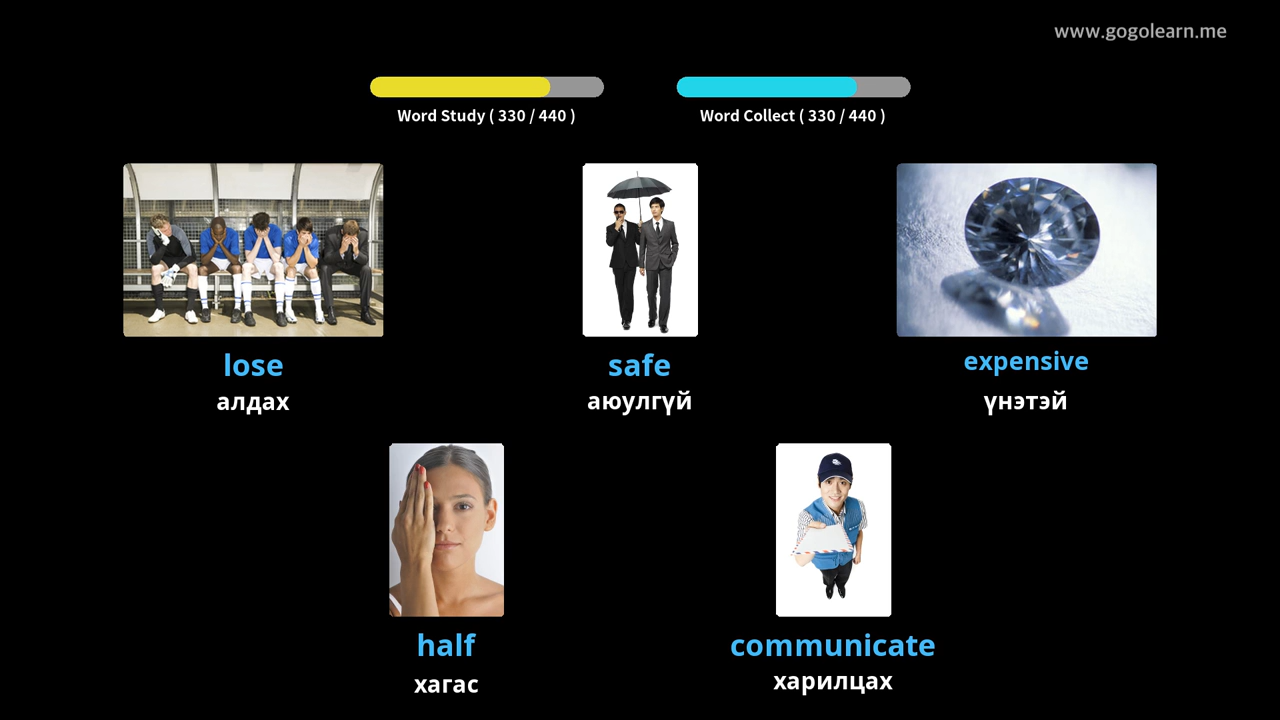 www.gogolearn.me
Word Study ( 330 / 440 )
Word Collect ( 330 / 440 )
lose
safe
expensive
алдах
аюулгүй
үнэтэй
half
communicate
хагас
харилцах